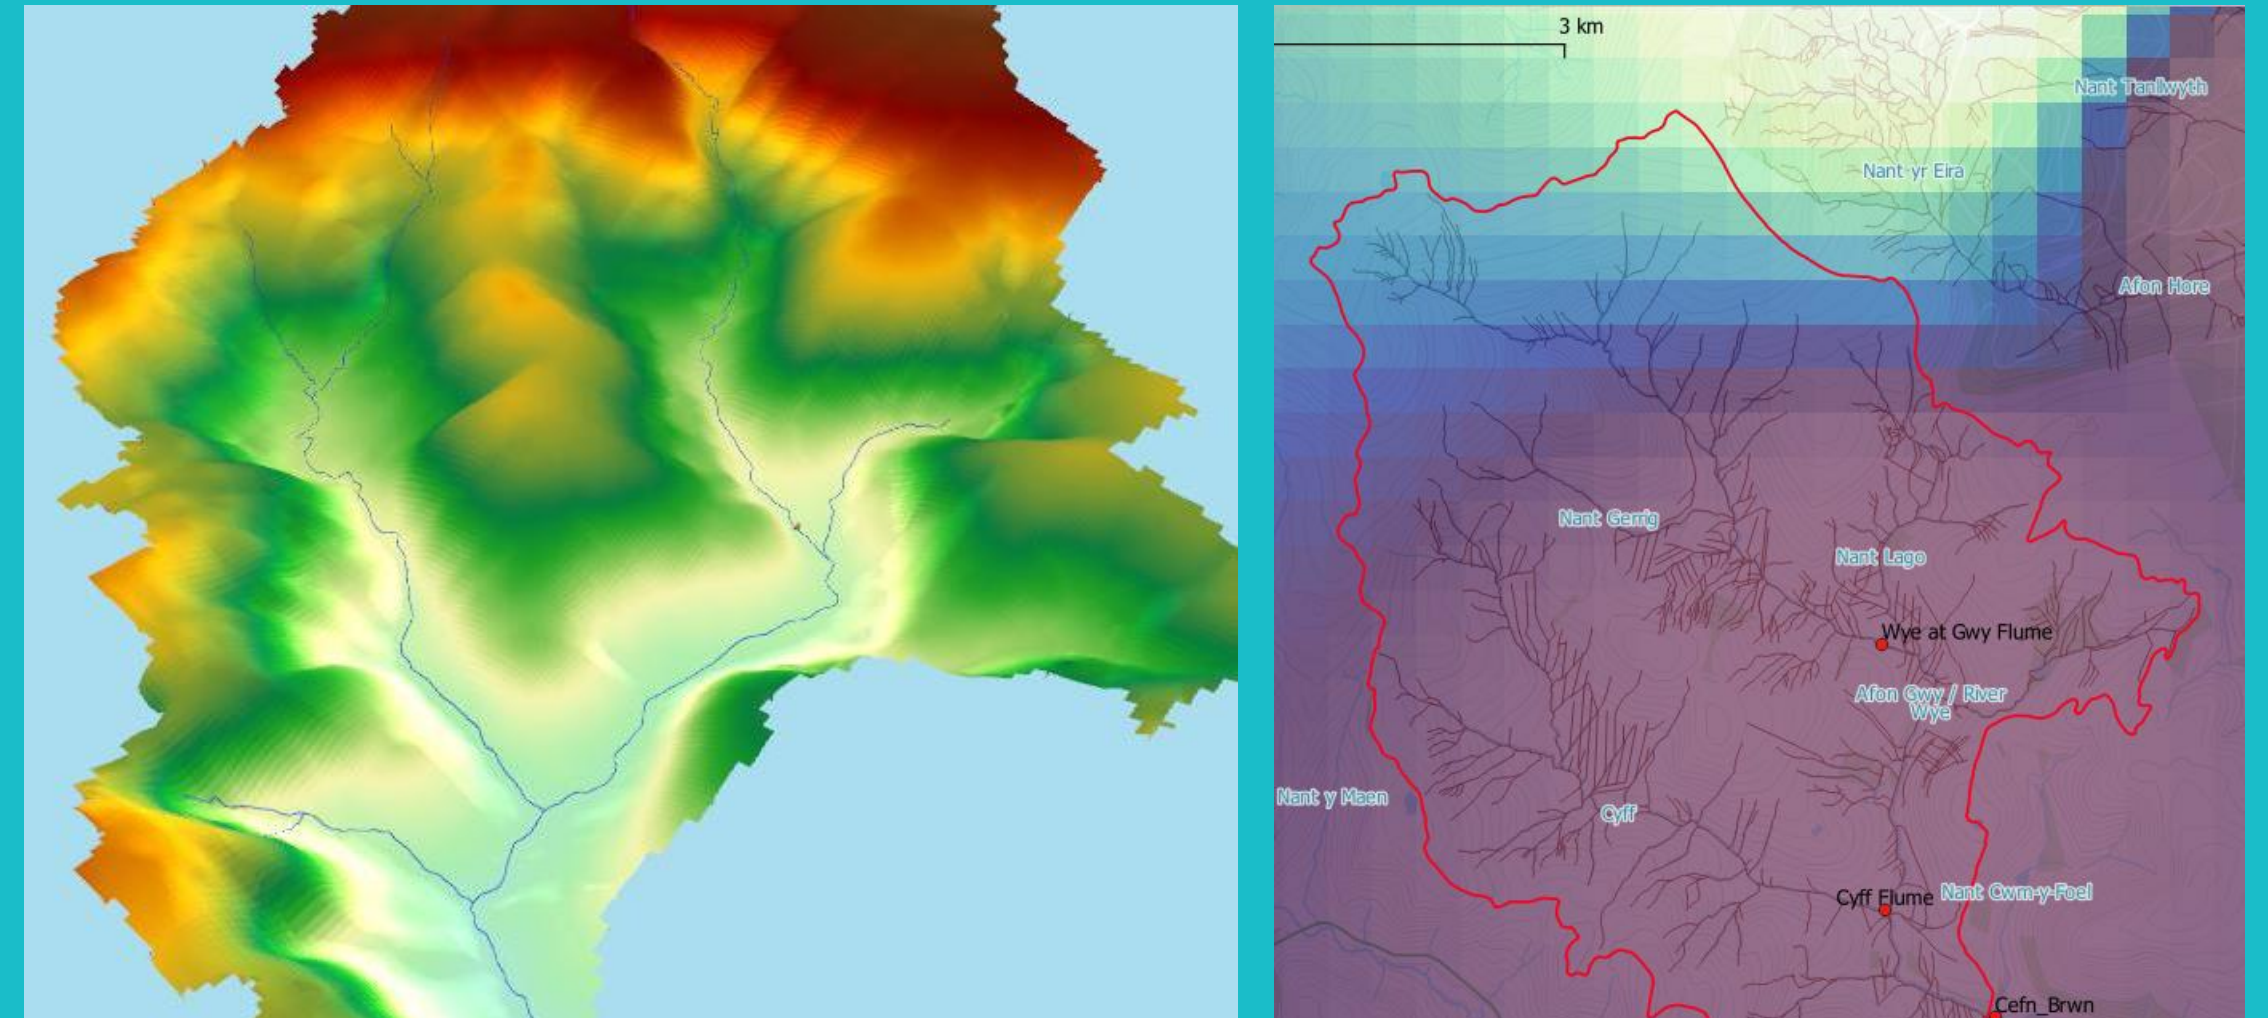 3 km
Nant Tanllwyth
Nant yr Eira
Afon Hore
Nant Gerrig
Nant Lago
Wye at Gwy Flume
Afon Gwy / River
Wye
Nant y Maen
Cyff
Cyff Flume
Nant Cwm-y-Foel
Cefn_Brwn